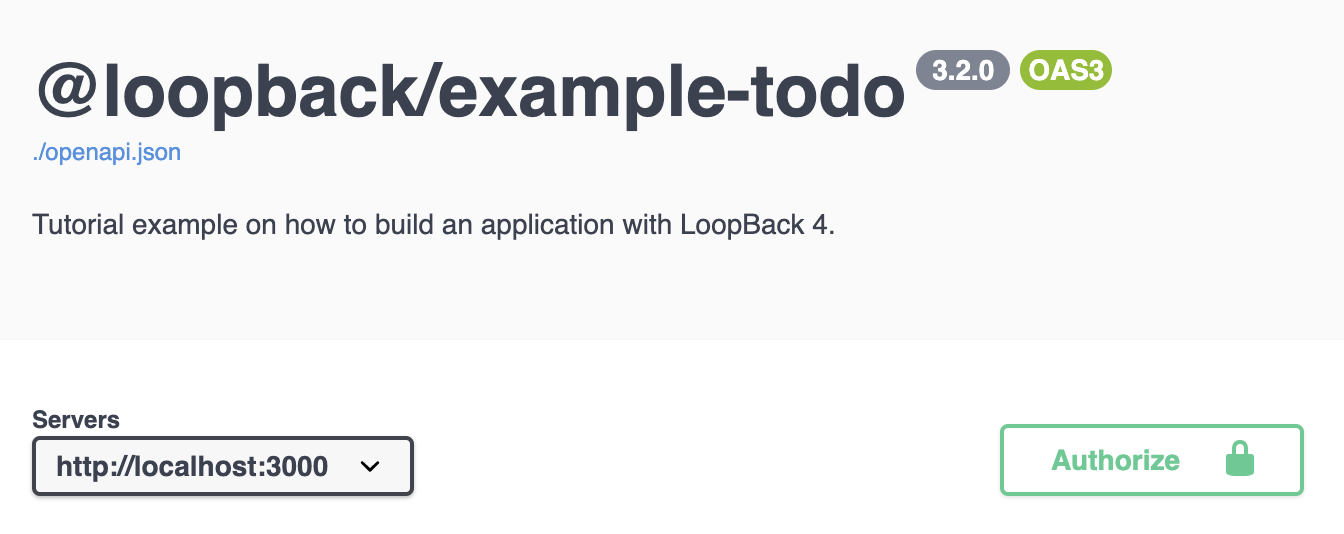 @loopback/example-todo 3.2.0 OAS3
./openapi.json
Tutorial example on how to build an application with LoopBack 4.
Servers
http://localhost:3000
Authorize